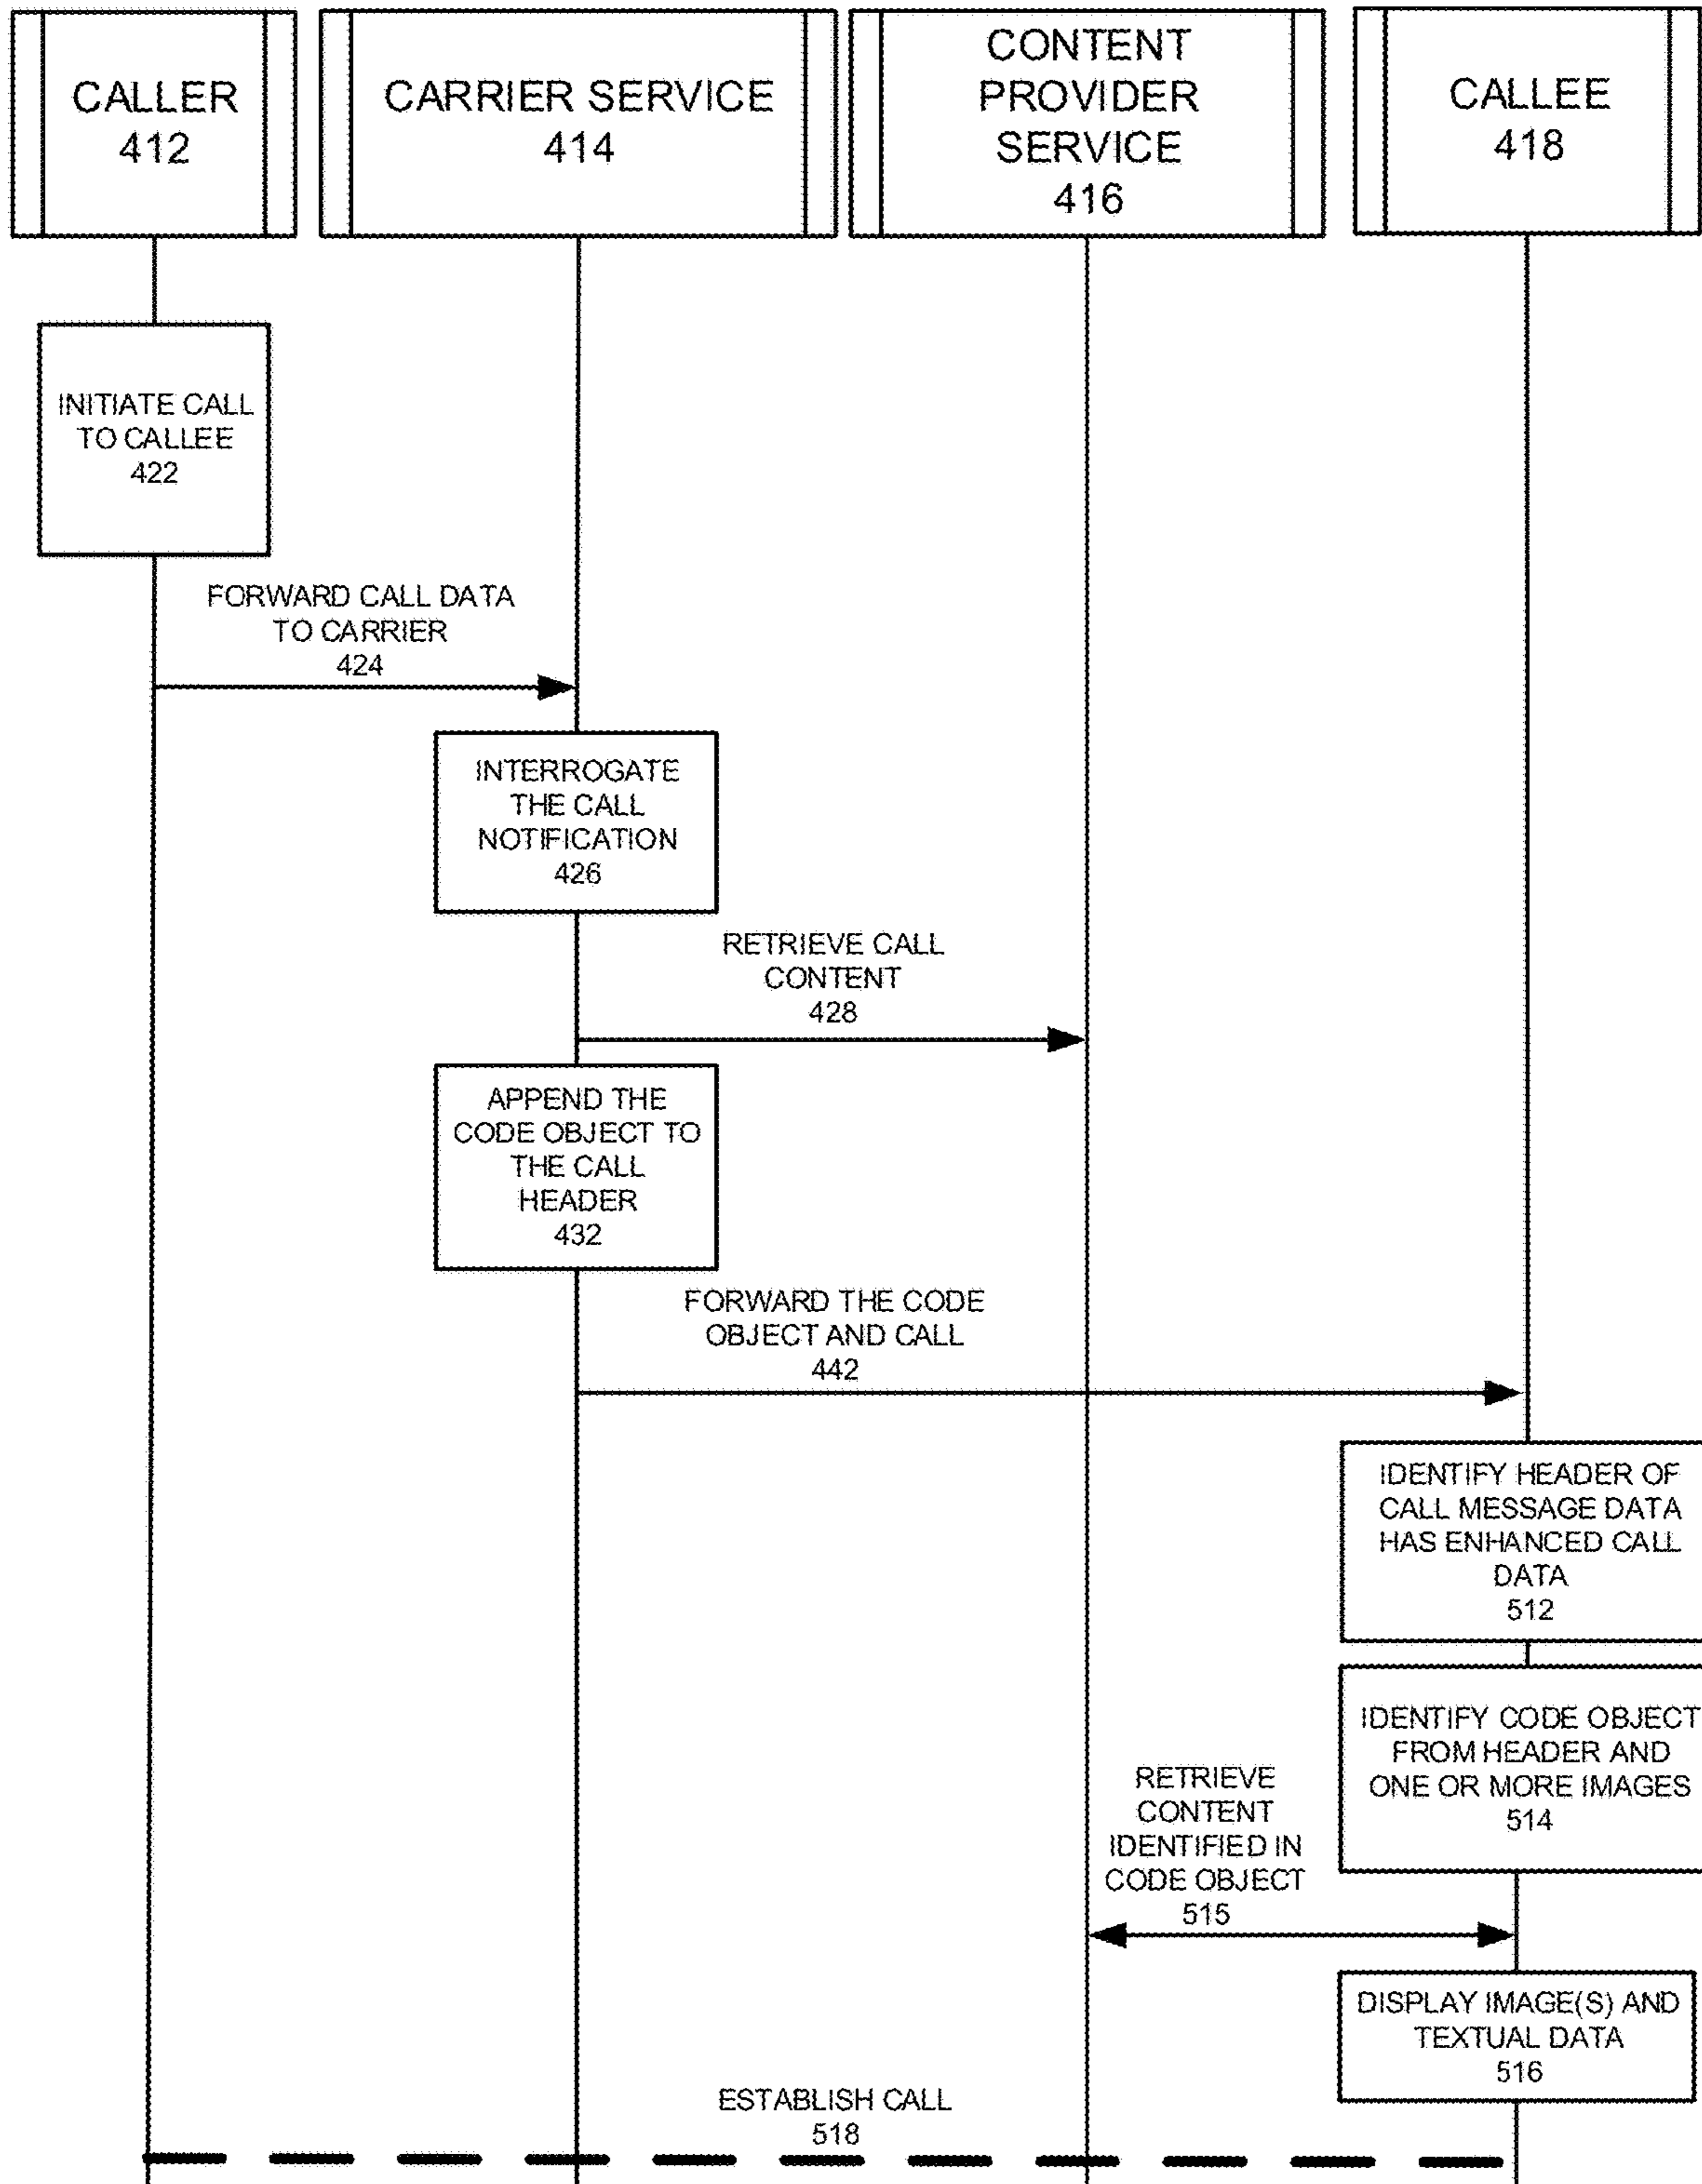 CALLER
412
CARRIER SERVICE
414
CONTENT
PROVIDER
SERVICE
416
CALLEE
418
INITIATE CALL
TO CALLEE
422
FORWARD CALL DATA
TO CARRIER
424
INTERROGATE
THE CALL
NOTIFICATION
426
RETRIEVE CALL
CONTENT
428
APPEND THE
CODE OBJECT TO
THE CALL
HEADER
432
FORWARD THE CODE
OBJECT AND CALL
442
IDENTIFY HEADER OF
CALL MESSAGE DATA
HAS ENHANCED CALL
DATA
512
IDENTIFY CODE OBJECT
FROM HEADER AND
ONE OR MORE IMAGES
514
RETRIEVE
CONTENT
IDENTIFIED IN
CODE OBJECT
515
DISPLAY IMAGE(S) AND
TEXTUAL DATA
516
ESTABLISH CALL
518